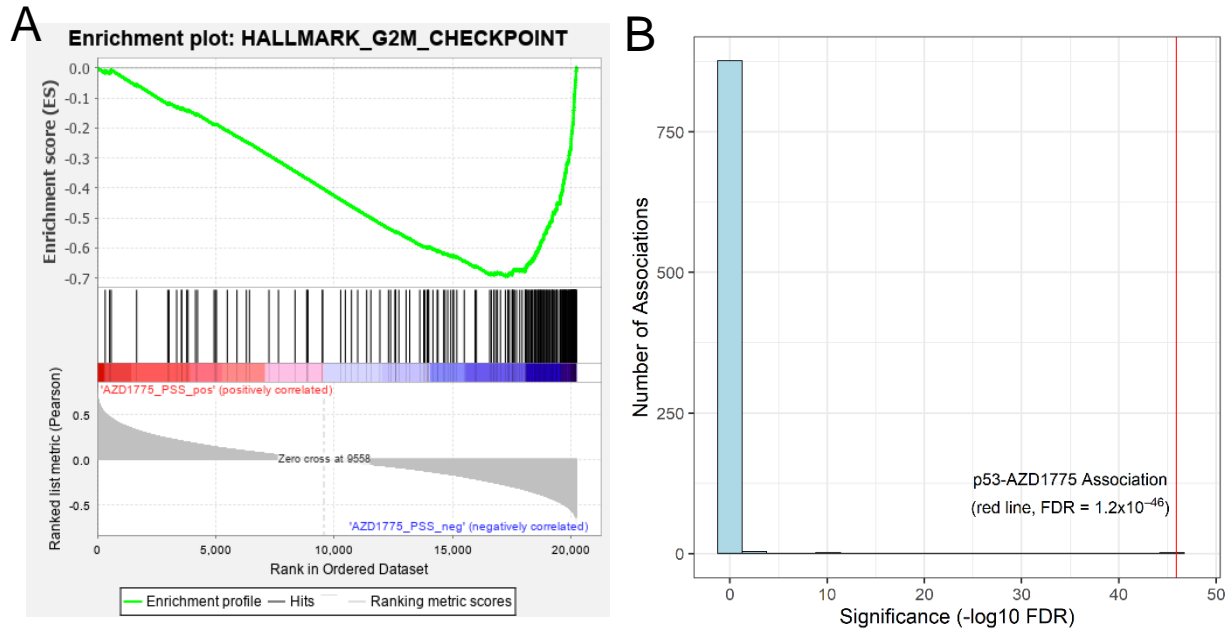 A
Enrichment plot: HALLMARK_G2M_CHECKPOINT
Enrichment score (ES)
0.0
-0.1
-0.2
-0.3
-0.4
-0.5
-0.6
-0.7
'AZD1775_PSS_pos' (positively correlated)
Ranked list metric (Pearson)
0.5
0.0
-0.5
Zero cross at 9558
'AZD1775_PSS_neg' (negatively correlated)
0 5,000 10,000 15,000 20,000
Rank in Ordered Dataset
Enrichment profile Hits Ranking metric scores
B
Number of Associations
750
500
250
0
p53-AZD1775 Association
(red line, FDR = 1.2x10⁻⁴⁶)
0 10 20 30 40 50
Significance (-log10 FDR)